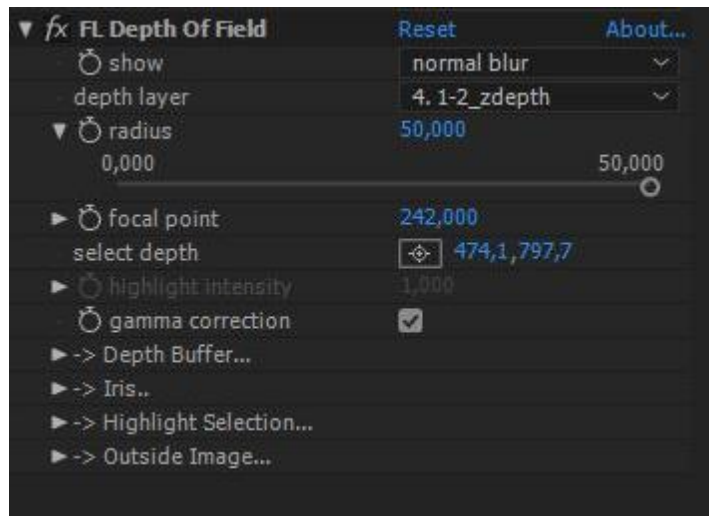 fx FL Depth Of Field Reset About...
show normal blur
depth layer 4. 1-2_zdepth
radius 50,000
0,000 50,000
focal point 242,000
select depth 474,1,797,7
highlight intensity 1,000
gamma correction
-> Depth Buffer...
-> Iris..
-> Highlight Selection...
-> Outside Image...